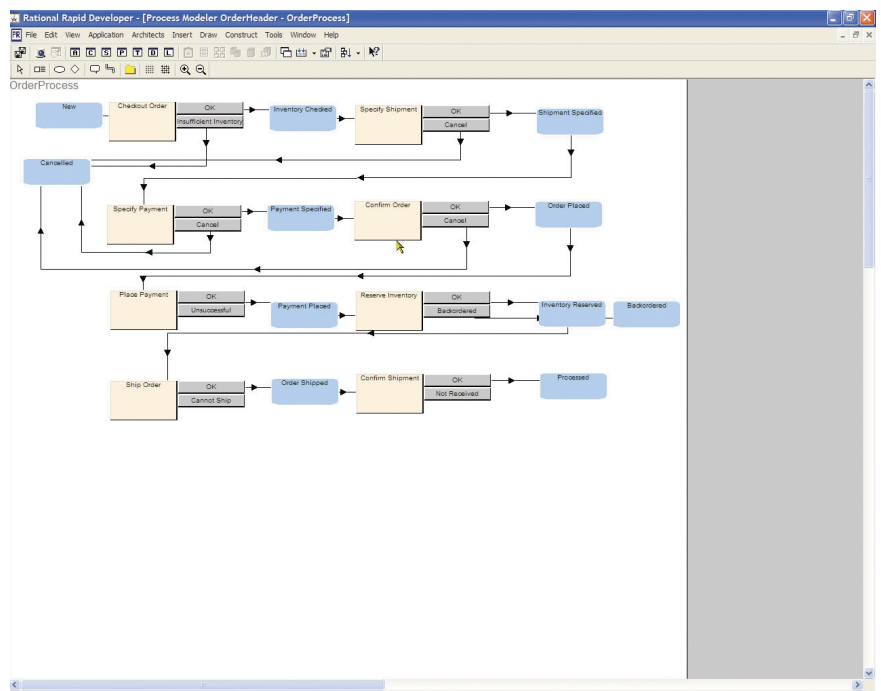 Rational Rapid Developer - [Process Modeler OrderHeader - OrderProcess]
PR File Edit View Application Architects Insert Draw Construct Tools Window Help
A C S P T D L
OrderProcess
New
Checkout Order
OK
Insufficient Inventory
Inventory Checked
Specify Shipment
OK
Cancel
Shipment Specified
Cancelled
Specify Payment
OK
Cancel
Payment Specified
Confirm Order
OK
Cancel
Order Placed
Place Payment
OK
Unsuccessful
Payment Placed
Reserve Inventory
OK
Backordered
Inventory Reserved
Backordered
Ship Order
OK
Cannot Ship
Order Shipped
Confirm Shipment
OK
Not Received
Processed